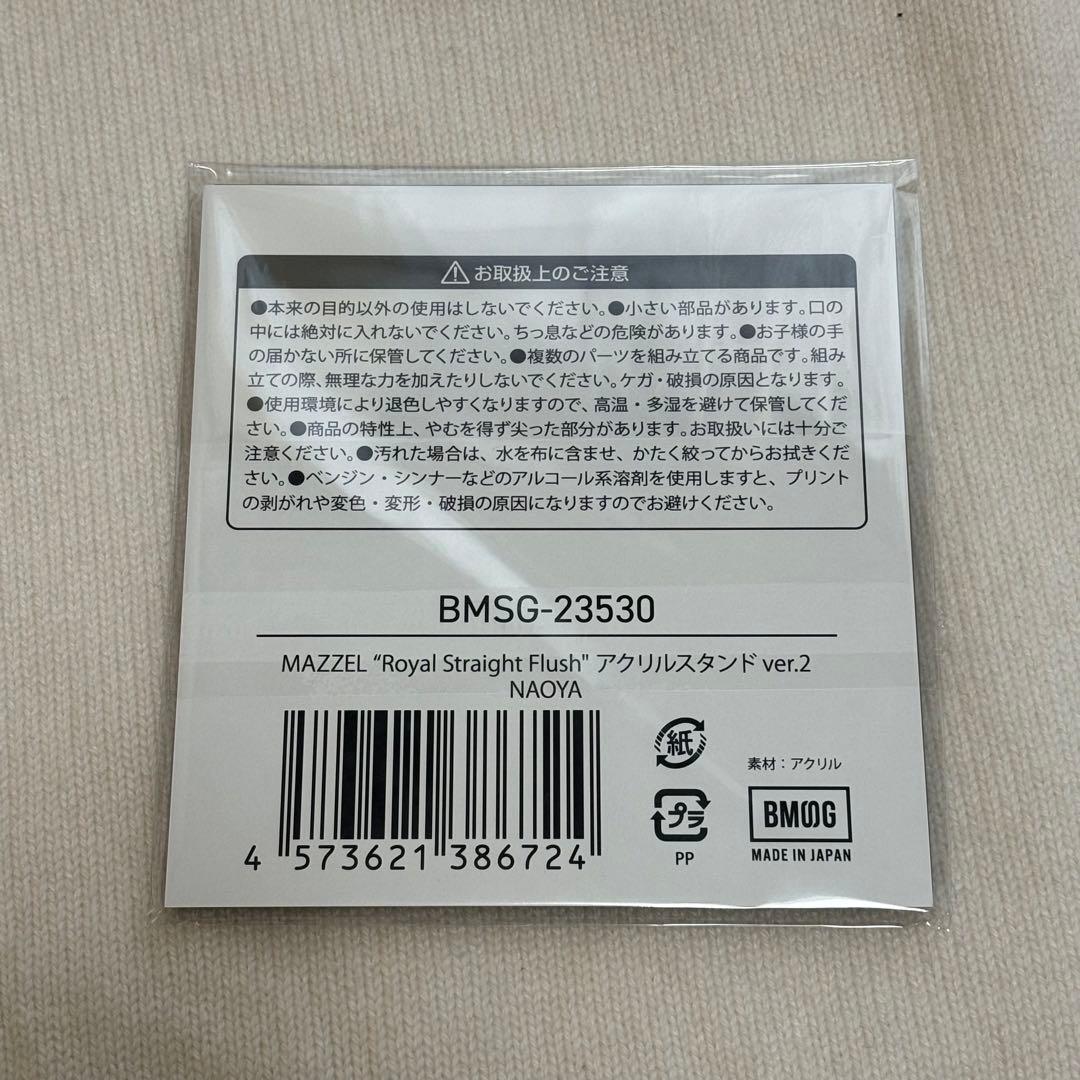 ⚠お取扱上のご注意
●本来の目的以外の使用はしないでください。●小さい部品があります。口の
中には絶対に入れないでください。ちっ息などの危険があります。●お子様の手
の届かない所に保管してください。●複数のパーツを組み立てる商品です。組み
立ての際、無理な力を加えたりしないでください。ケガ・破損の原因となります。
●使用環境により退色しやすくなりますので、高温・多湿を避けて保管してくだ
さい。●商品の特性上、やむを得ず尖った部分があります。お取扱いには十分ご
注意ください。●汚れた場合は、水を布に含ませ、かたく絞ってからお拭きくだ
さい。●ベンジン・シンナーなどのアルコール系溶剤を使用しますと、プリント
の剥がれや変色・変形・破損の原因になりますのでお避けください。
BMSG-23530
MAZZEL “Royal Straight Flush" アクリルスタンド ver.2
NAOYA
4 573621 386724
紙
プラ
PP
素材：アクリル
BMSG
MADE IN JAPAN